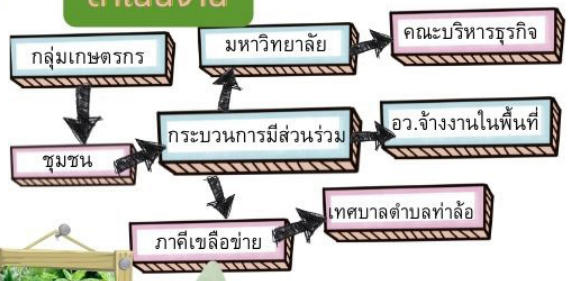 กลุ่มเกษตรกร
มหาวิทยาลัย
คณะบริหารธุรกิจ
ชุมชน
กระบวนการมีส่วนร่วม
อว.จ้างงานในพื้นที่
ภาคีเขลือข่าย
เทศบาลตำบลท่าล้อ